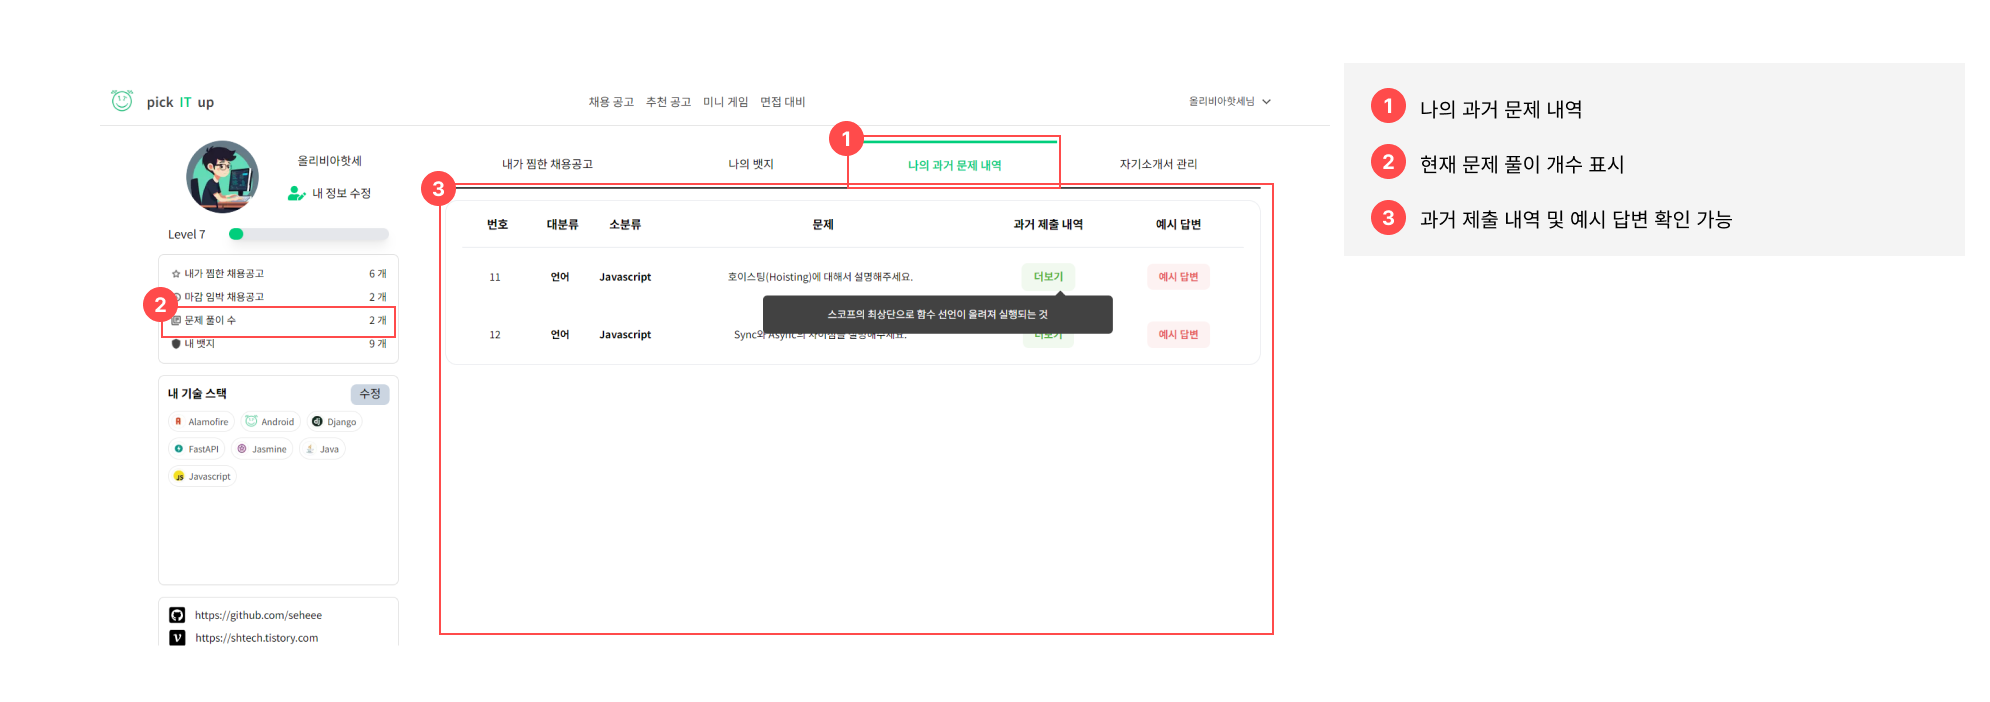 pick IT up
채용 공고 추천 공고 미니 게임 면접 대비
올리비아핫세님
올리비아핫세
내 정보 수정
Level 7
내가 찜한 채용공고 6 개
마감 임박 채용공고 2 개
2
문제 풀이 수 2 개
내 뱃지 9 개
내 기술 스택 수정
Alamofire Android Django
FastAPI Jasmine Java
Javascript
https://github.com/seheee
https://shtech.tistory.com
1
내가 찜한 채용공고 나의 뱃지 나의 과거 문제 내역 자기소개서 관리
3
번호 대분류 소분류 문제 과거 제출 내역 예시 답변
11 언어 Javascript 호이스팅(Hoisting)에 대해서 설명해주세요. 더보기 예시 답변
스코프의 최상단으로 함수 선언이 올려져 실행되는 것
12 언어 Javascript Sync와 Async의 차이점을 설명해주세요. 더보기 예시 답변
1 나의 과거 문제 내역
2 현재 문제 풀이 개수 표시
3 과거 제출 내역 및 예시 답변 확인 가능